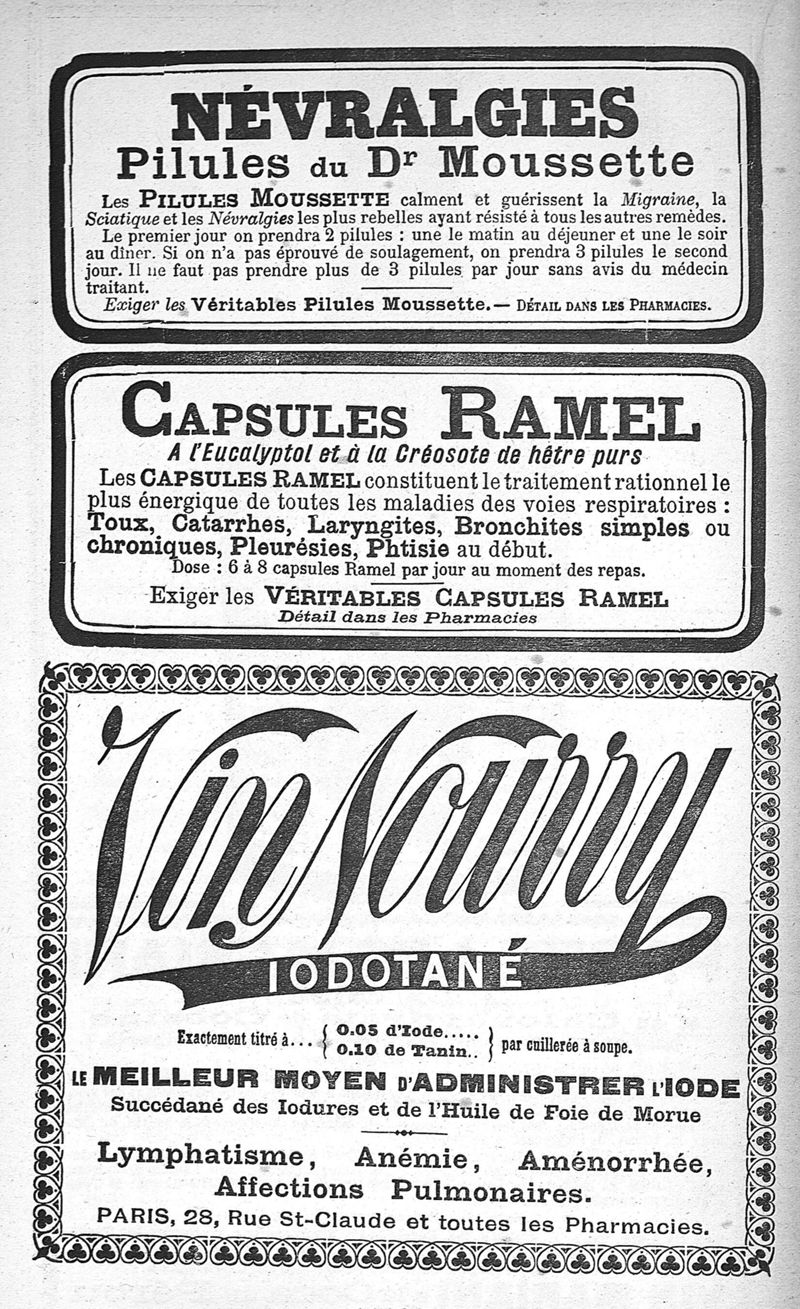 NÉVRALGIES
Pilules du Dr Moussette
Les PILULES MOUSSETTE calment et guérissent la Migraine, la
Sciatique et les Névralgies les plus rebelles ayant résisté à tous les autres remèdes.
Le premier jour on prendra 2 pilules : une le matin au déjeuner et une le soir
au dîner. Si on n'a pas éprouvé de soulagement, on prendra 3 pilules le second
jour. Il ne faut pas prendre plus de 3 pilules par jour sans avis du médecin
traitant.
Exiger les Véritables Pilules Moussette.— DÉTAIL DANS LES PHARMACIES.
CAPSULES RAMEL
A l'Eucalyptol et à la Créosote de hêtre purs
Les CAPSULES RAMEL constituent le traitement rationnel le
plus énergique de toutes les maladies des voies respiratoires :
Toux, Catarrhes, Laryngites, Bronchites simples ou
chroniques, Pleurésies, Phtisie au début.
Dose : 6 à 8 capsules Ramel par jour au moment des repas.
Exiger les VÉRITABLES CAPSULES RAMEL
Détail dans les Pharmacies
Vin Nourry
IODOTANÉ
Exactement titré à... { 0.05 d'Iode..... } par cuillerée à soupe.
0.10 de Tanin..
LE MEILLEUR MOYEN D'ADMINISTRER L'IODE
Succédané des Iodures et de l'Huile de Foie de Morue
Lymphatisme, Anémie, Aménorrhée,
Affections Pulmonaires.
PARIS, 28, Rue St-Claude et toutes les Pharmacies.